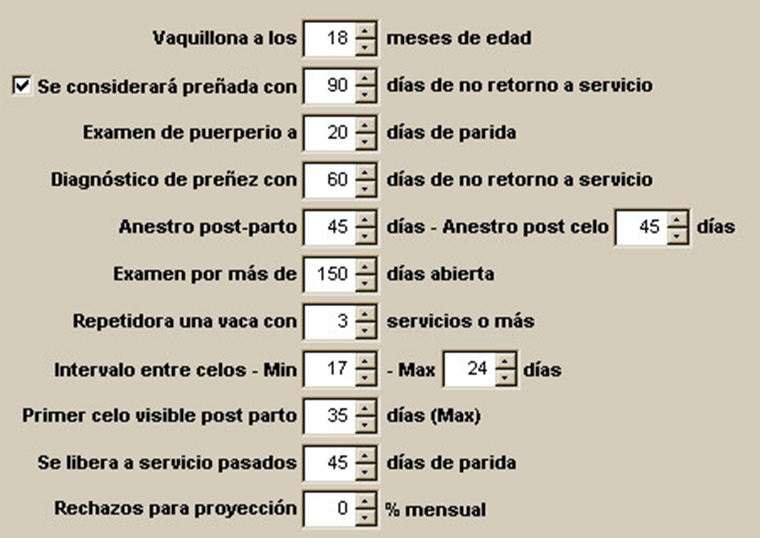 Vaquillona a los 18 meses de edad
Se considerará preñada con 90 días de no retorno a servicio
Examen de puerperio a 20 días de parida
Diagnóstico de preñez con 60 días de no retorno a servicio
Anestro post-parto 45 días - Anestro post celo 45 días
Examen por más de 150 días abierta
Repetidora una vaca con 3 servicios o más
Intervalo entre celos - Min 17 - Max 24 días
Primer celo visible post parto 35 días (Max)
Se libera a servicio pasados 45 días de parida
Rechazos para proyección 0 % mensual